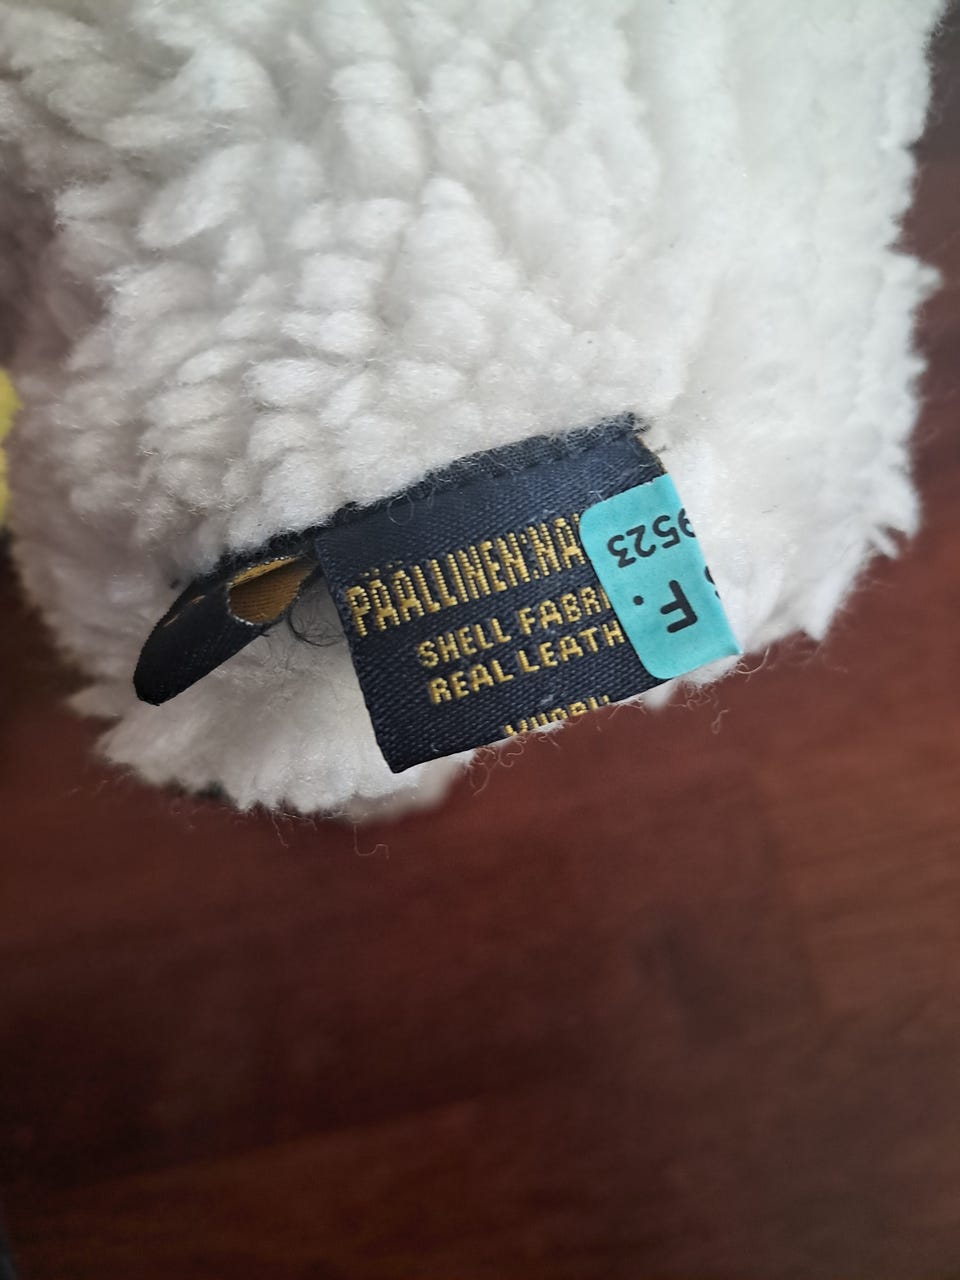 PÄÄLLINEN:NA
SHELL FABRI
REAL LEATH
9523
F.